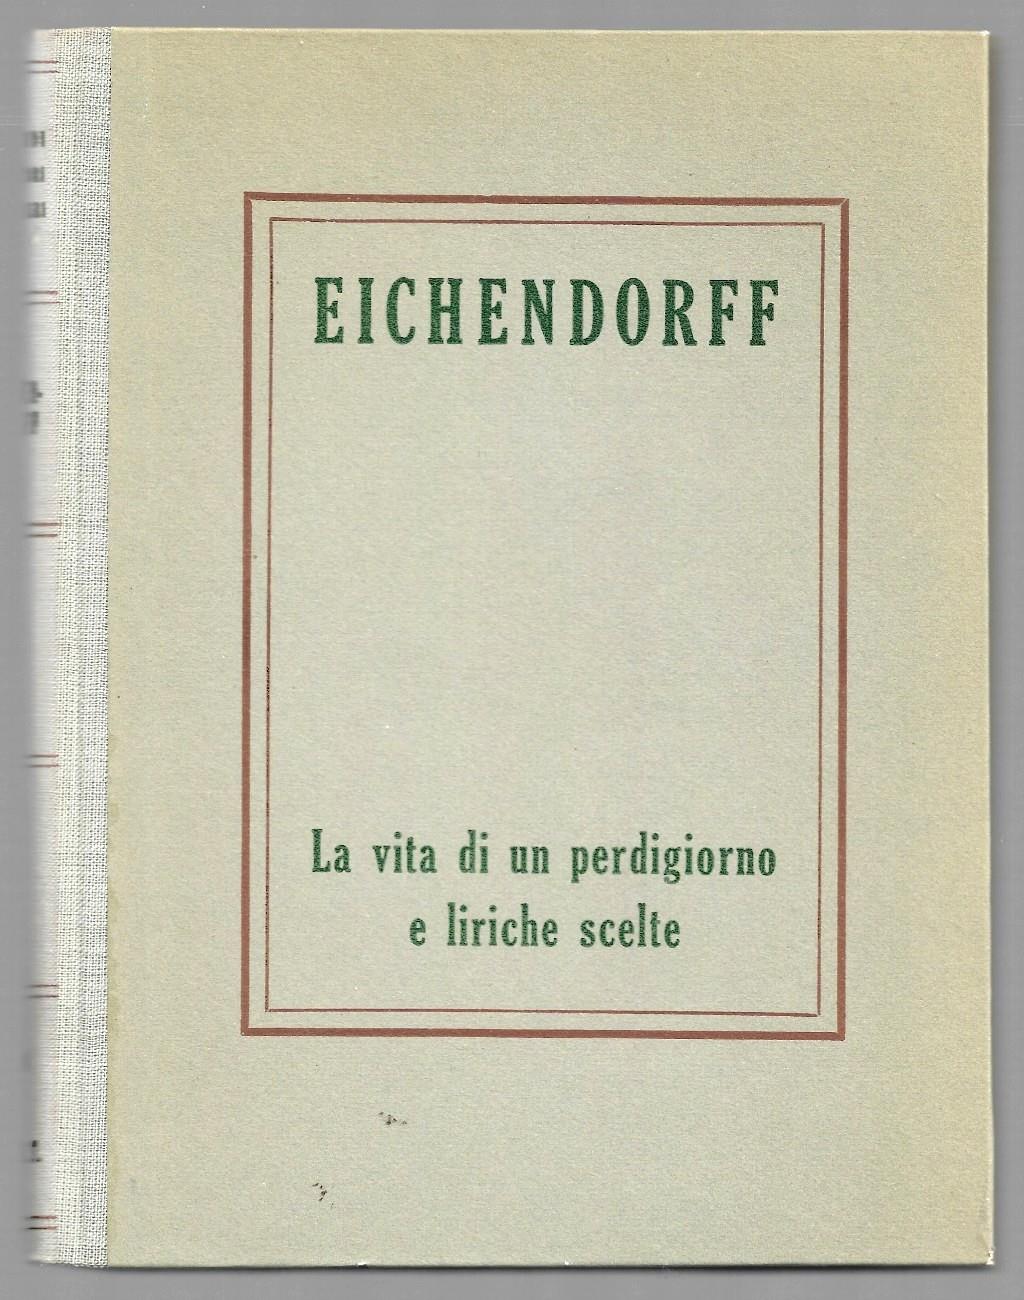 EICHENDORFF
La vita di un perdigiorno
e liriche scelte